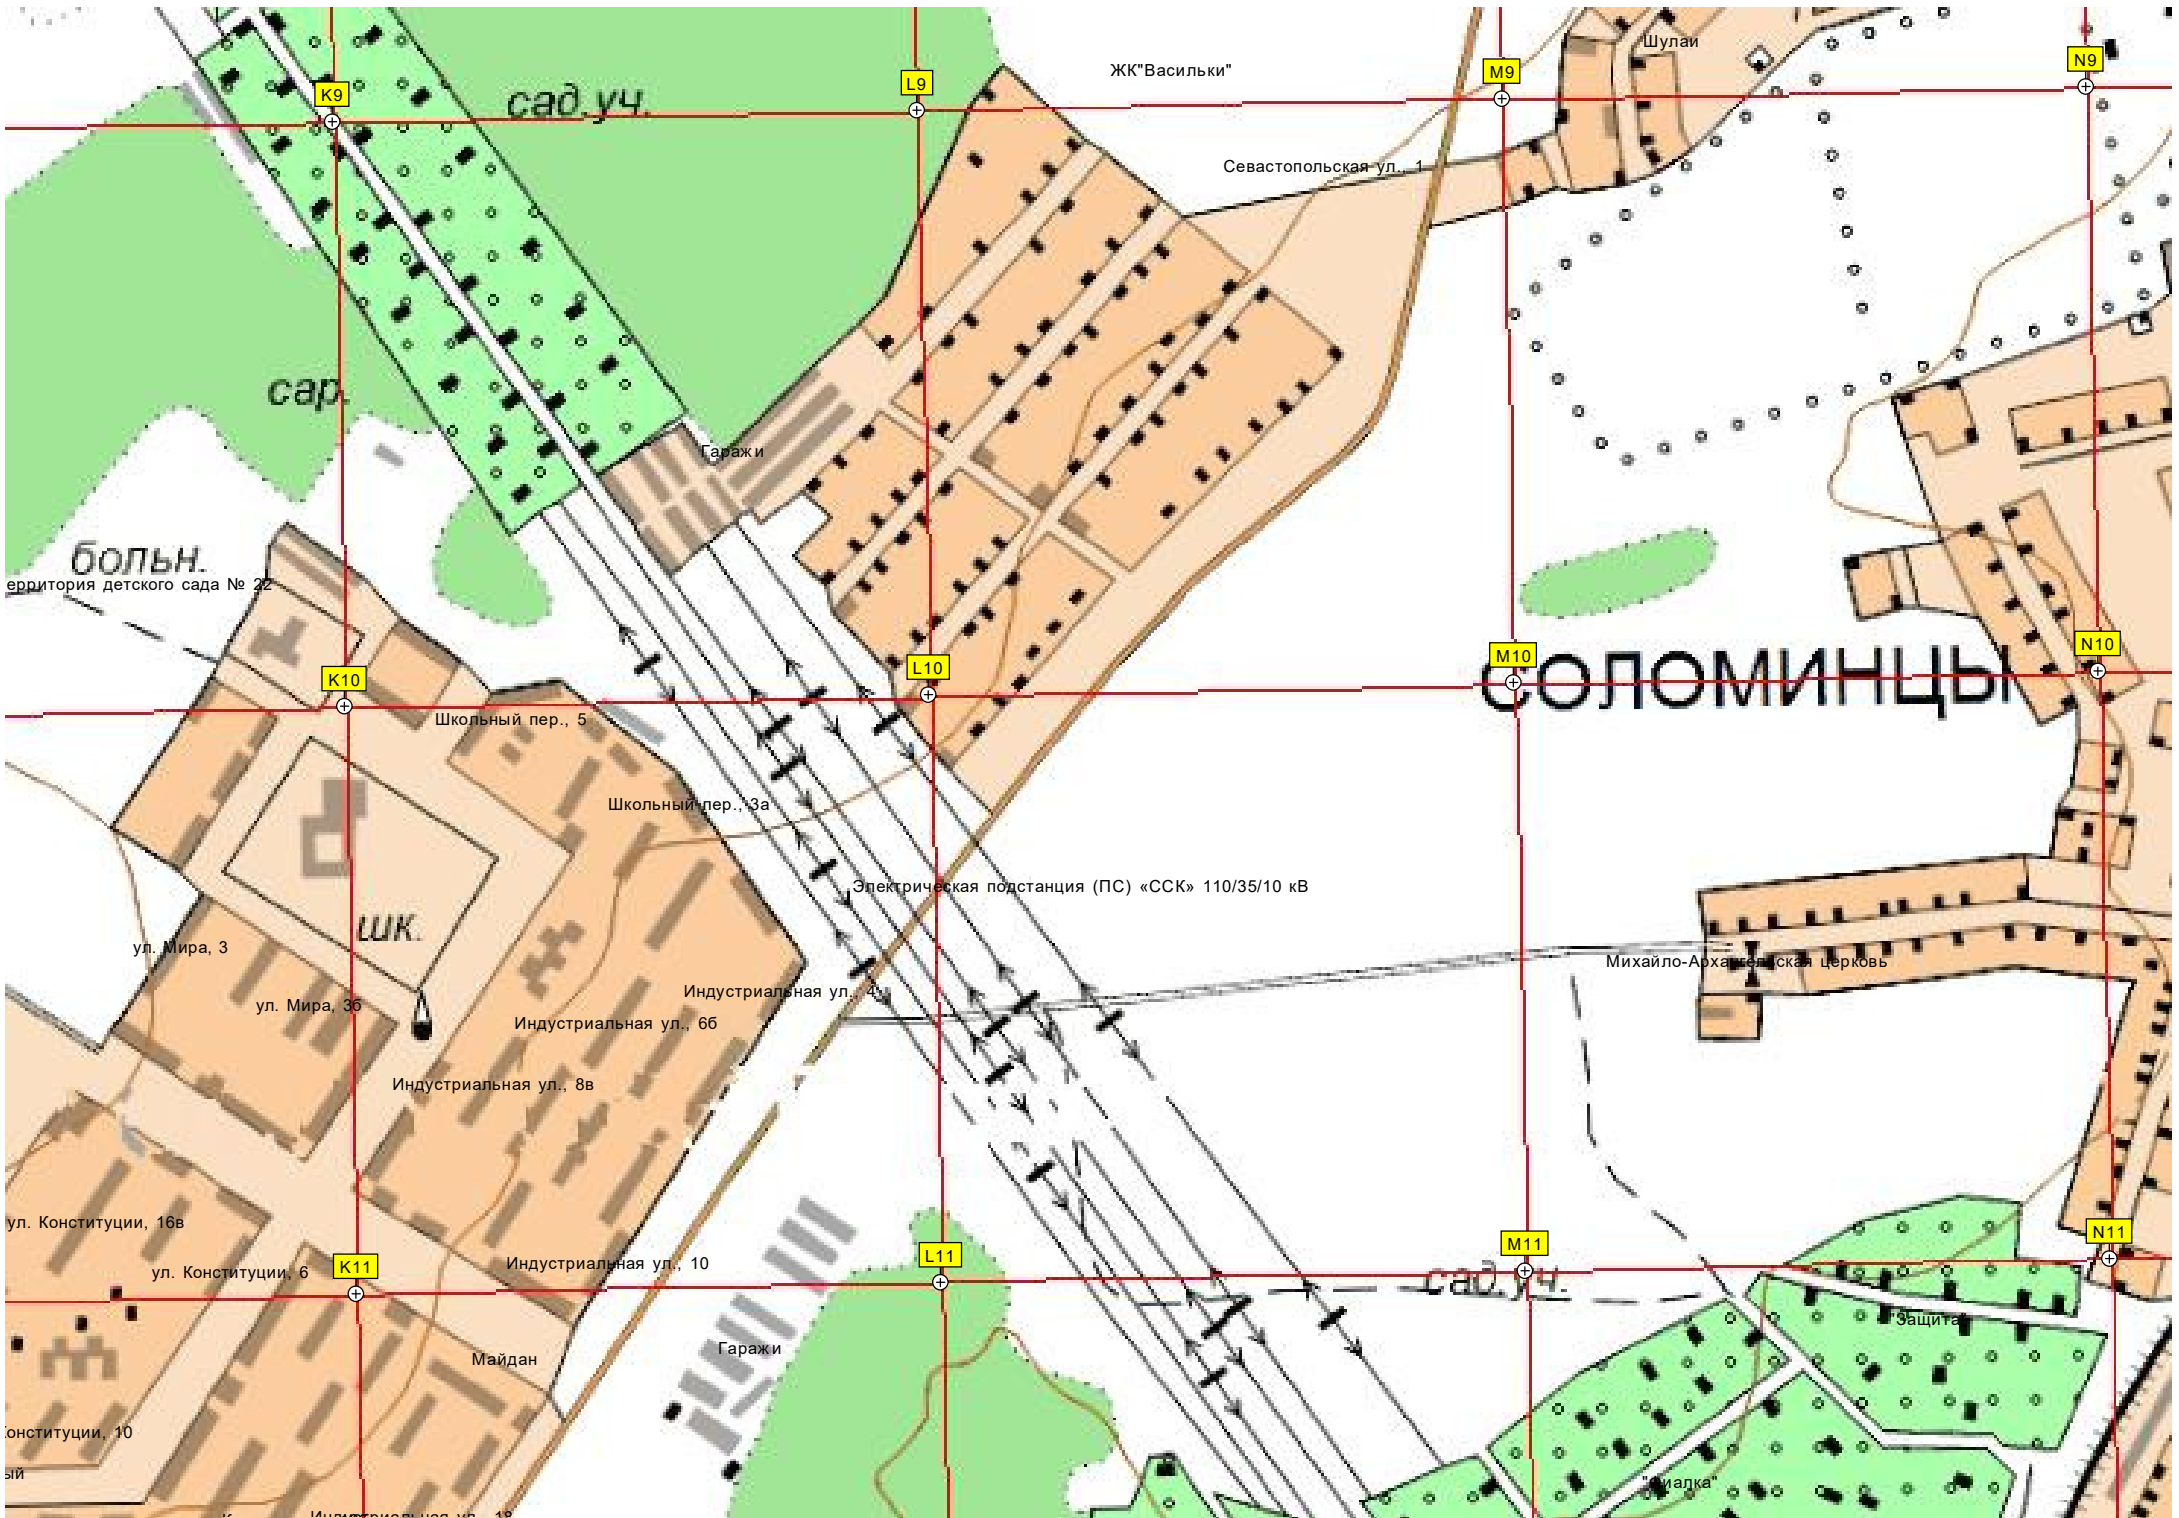 Шулаи
ЖК"Васильки"
N9
M9
L9
K9
сад.уч.
Севастопольская ул., 1
сар.
Гаражи
больн.
ерритория детского сада № 22
N10
M10
L10
K10
СОЛОМИНЦЫ
Школьный пер., 5
Школьный пер., 3а
Электрическая подстанция (ПС) «ССК» 110/35/10 кВ
шк.
ул. Мира, 3
Михайло-Архангельская церковь
Индустриальная ул., 4
ул. Мира, 3б
Индустриальная ул., 6б
Индустриальная ул., 8в
ул. Конституции, 16в
N11
M11
L11
K11
Индустриальная ул., 10
ул. Конституции, 6
сад.уч.
"Защита"
Гаражи
Майдан
онституции, 10
ый
Индустриальная ул., 18